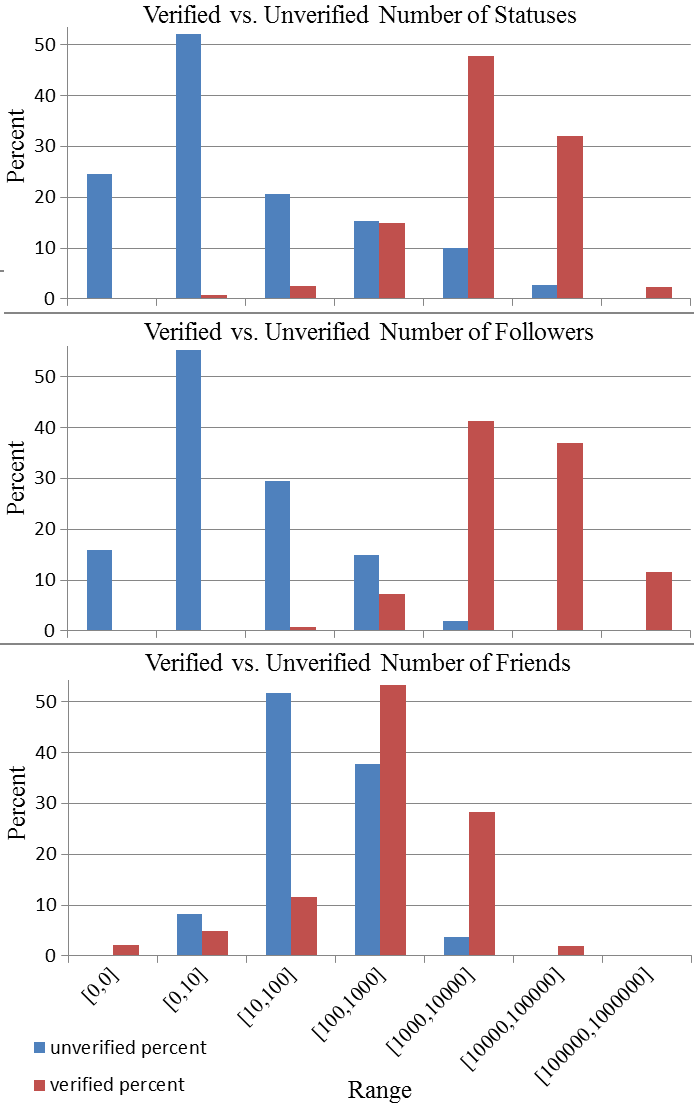 Verified vs. Unverified Number of Statuses
Percent
50
40
30
20
10
0
Verified vs. Unverified Number of Followers
Percent
50
40
30
20
10
0
Verified vs. Unverified Number of Friends
Percent
50
40
30
20
10
0
[0,0]
[0,10]
[10,100]
[100,1000]
[1000,10000]
[10000,100000]
[100000,1000000]
unverified percent
verified percent
Range